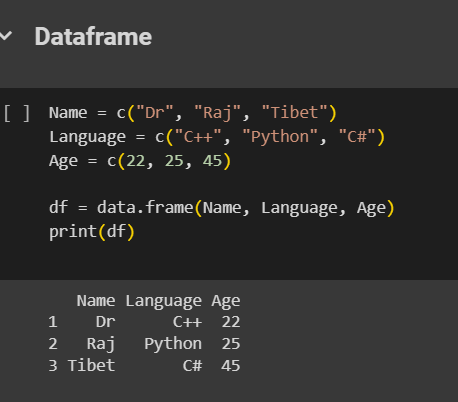 Dataframe
[ ] Name = c("Dr", "Raj", "Tibet")
Language = c("C++", "Python", "C#")
Age = c(22, 25, 45)
df = data.frame(Name, Language, Age)
print(df)
Name Language Age
1 Dr C++ 22
2 Raj Python 25
3 Tibet C# 45